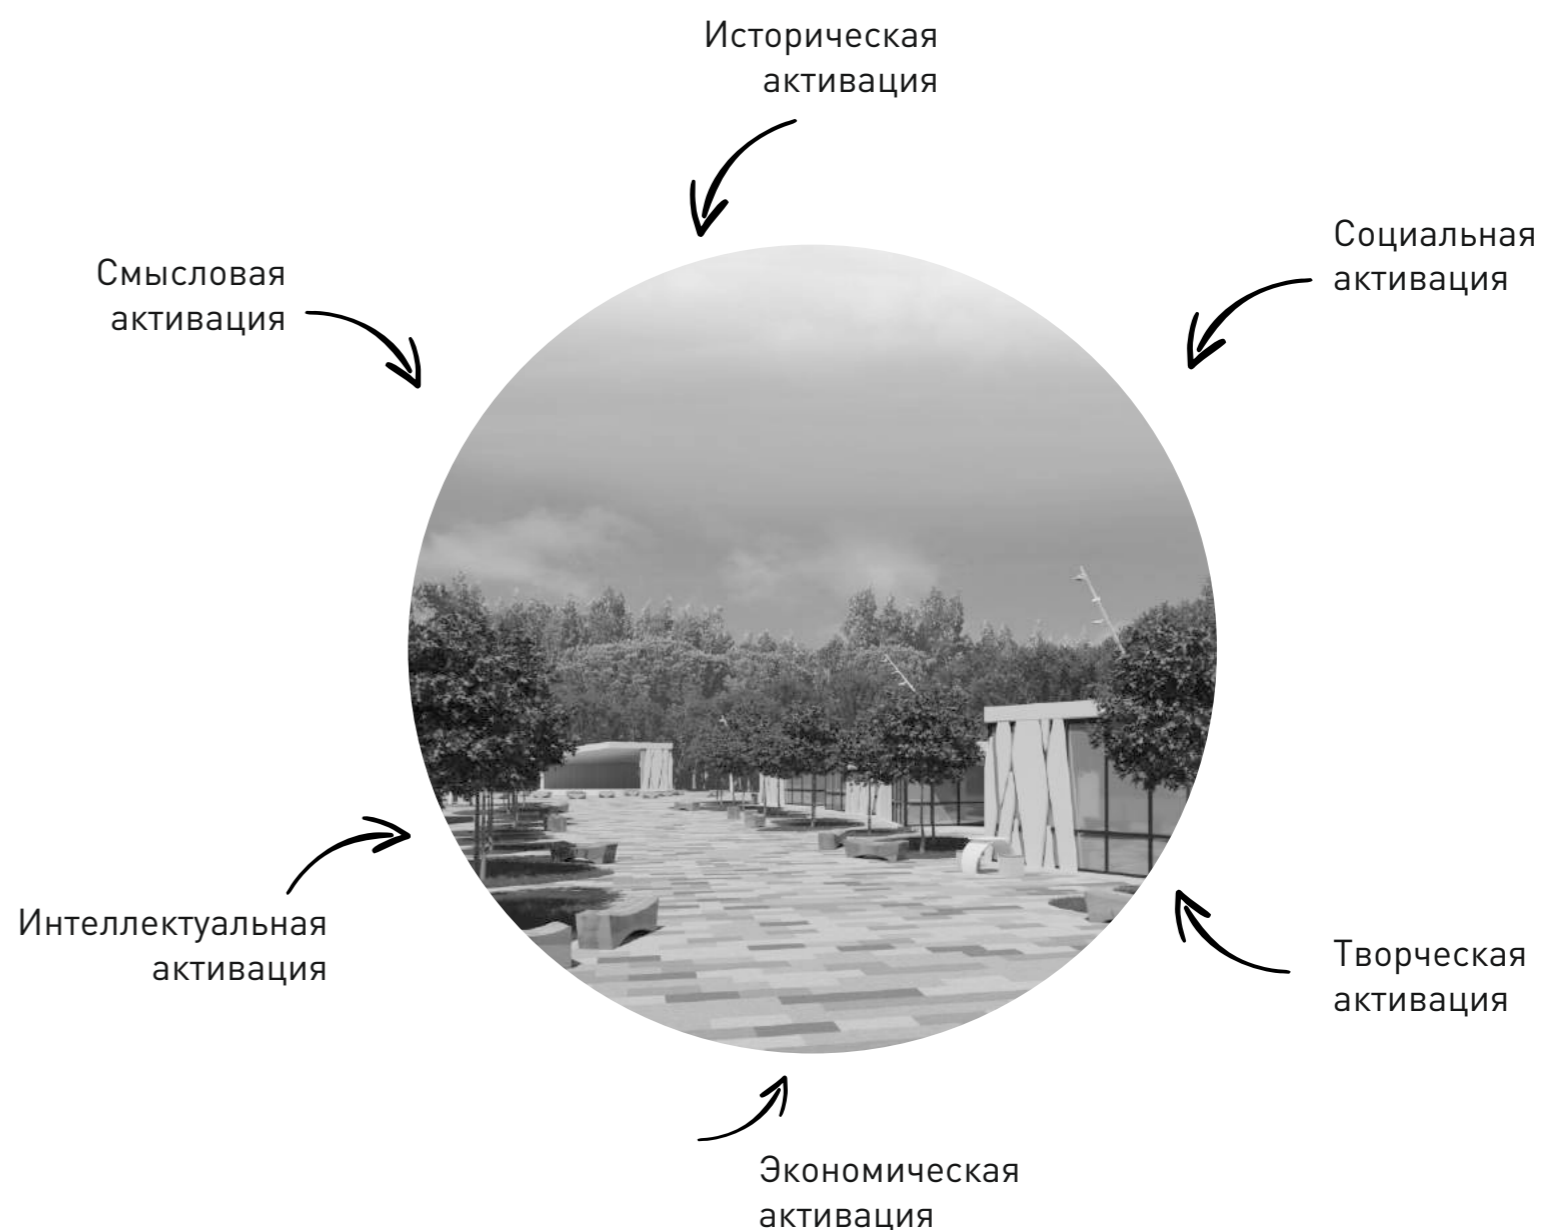 Историческая
активация
Социальная
активация
Смысловая
активация
Интеллектуальная
активация
Творческая
активация
Экономическая
активация